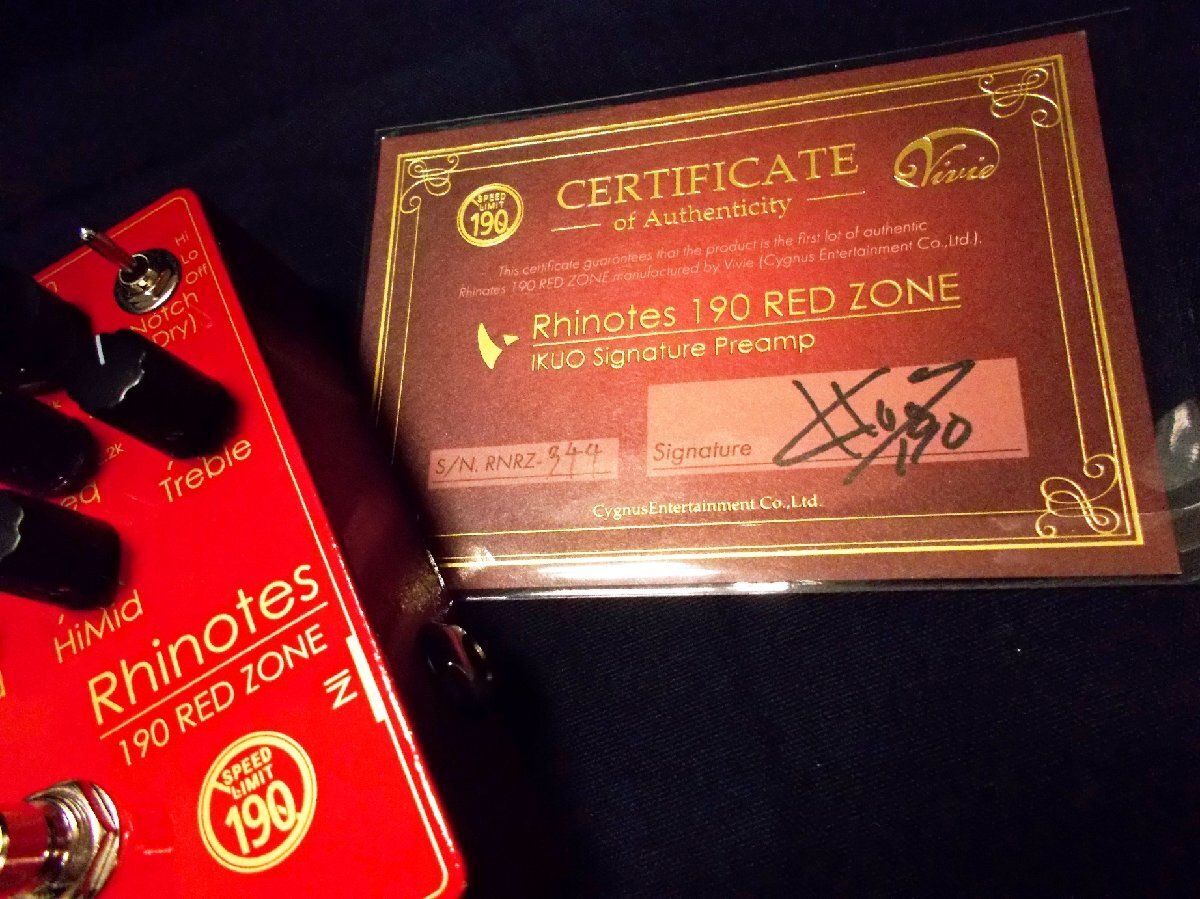 SPEED
LIMIT
190
CERTIFICATE
of Authenticity
Vivie
This certificate guarantees that the product is the first lot of authentic
Rhinotes 190 RED ZONE manufactured by Vivie (Cygnus Entertainment Co.,Ltd.).
Rhinotes 190 RED ZONE
IKUO Signature Preamp
S/N. RNRZ-
Signature
190
CygnusEntertainment Co.,Ltd.
Hi
Lo
Off
Notch
(Dry)
Treble
HiMid
Rhinotes
190 RED ZONE
IN
SPEED
LIMIT
190